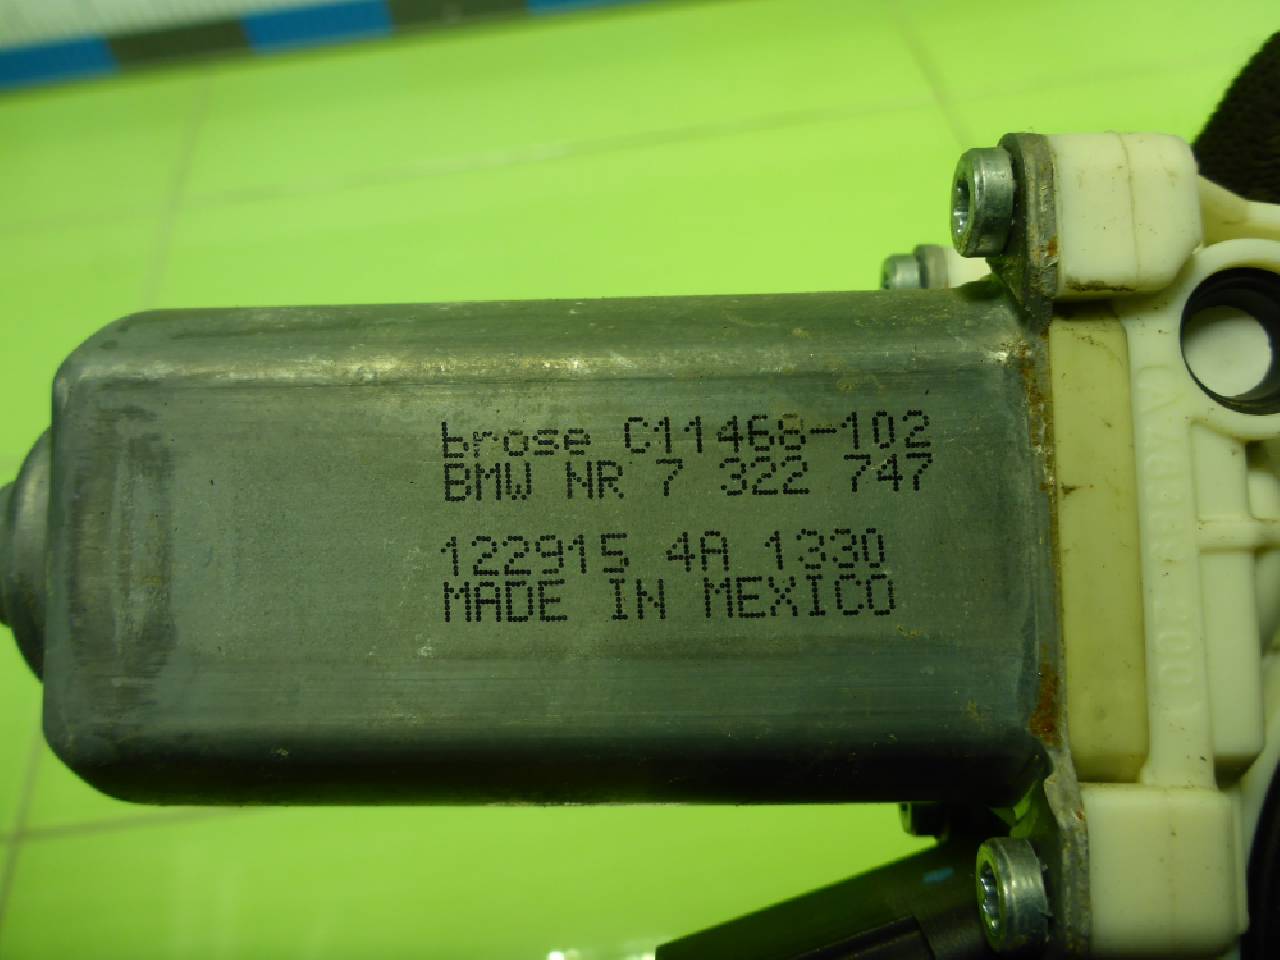 brose C11468-102
BMW NR 7 322 747
122915 4A 1330
MADE IN MEXICO